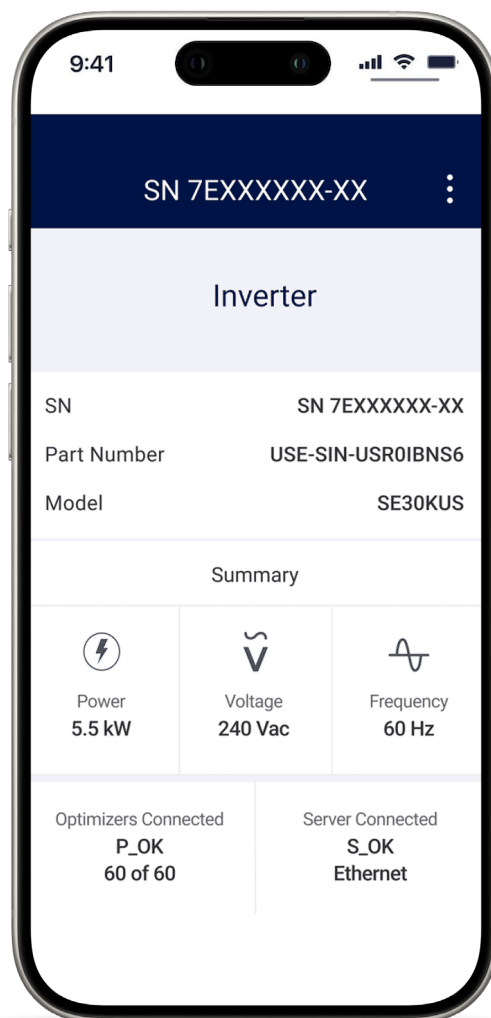 9:41
SN 7EXXXXXX-XX
Inverter
SN SN 7EXXXXXX-XX
Part Number USE-SIN-USR0IBNS6
Model SE30KUS
Summary
Power Voltage Frequency
5.5 kW 240 Vac 60 Hz
Optimizers Connected Server Connected
P_OK S_OK
60 of 60 Ethernet